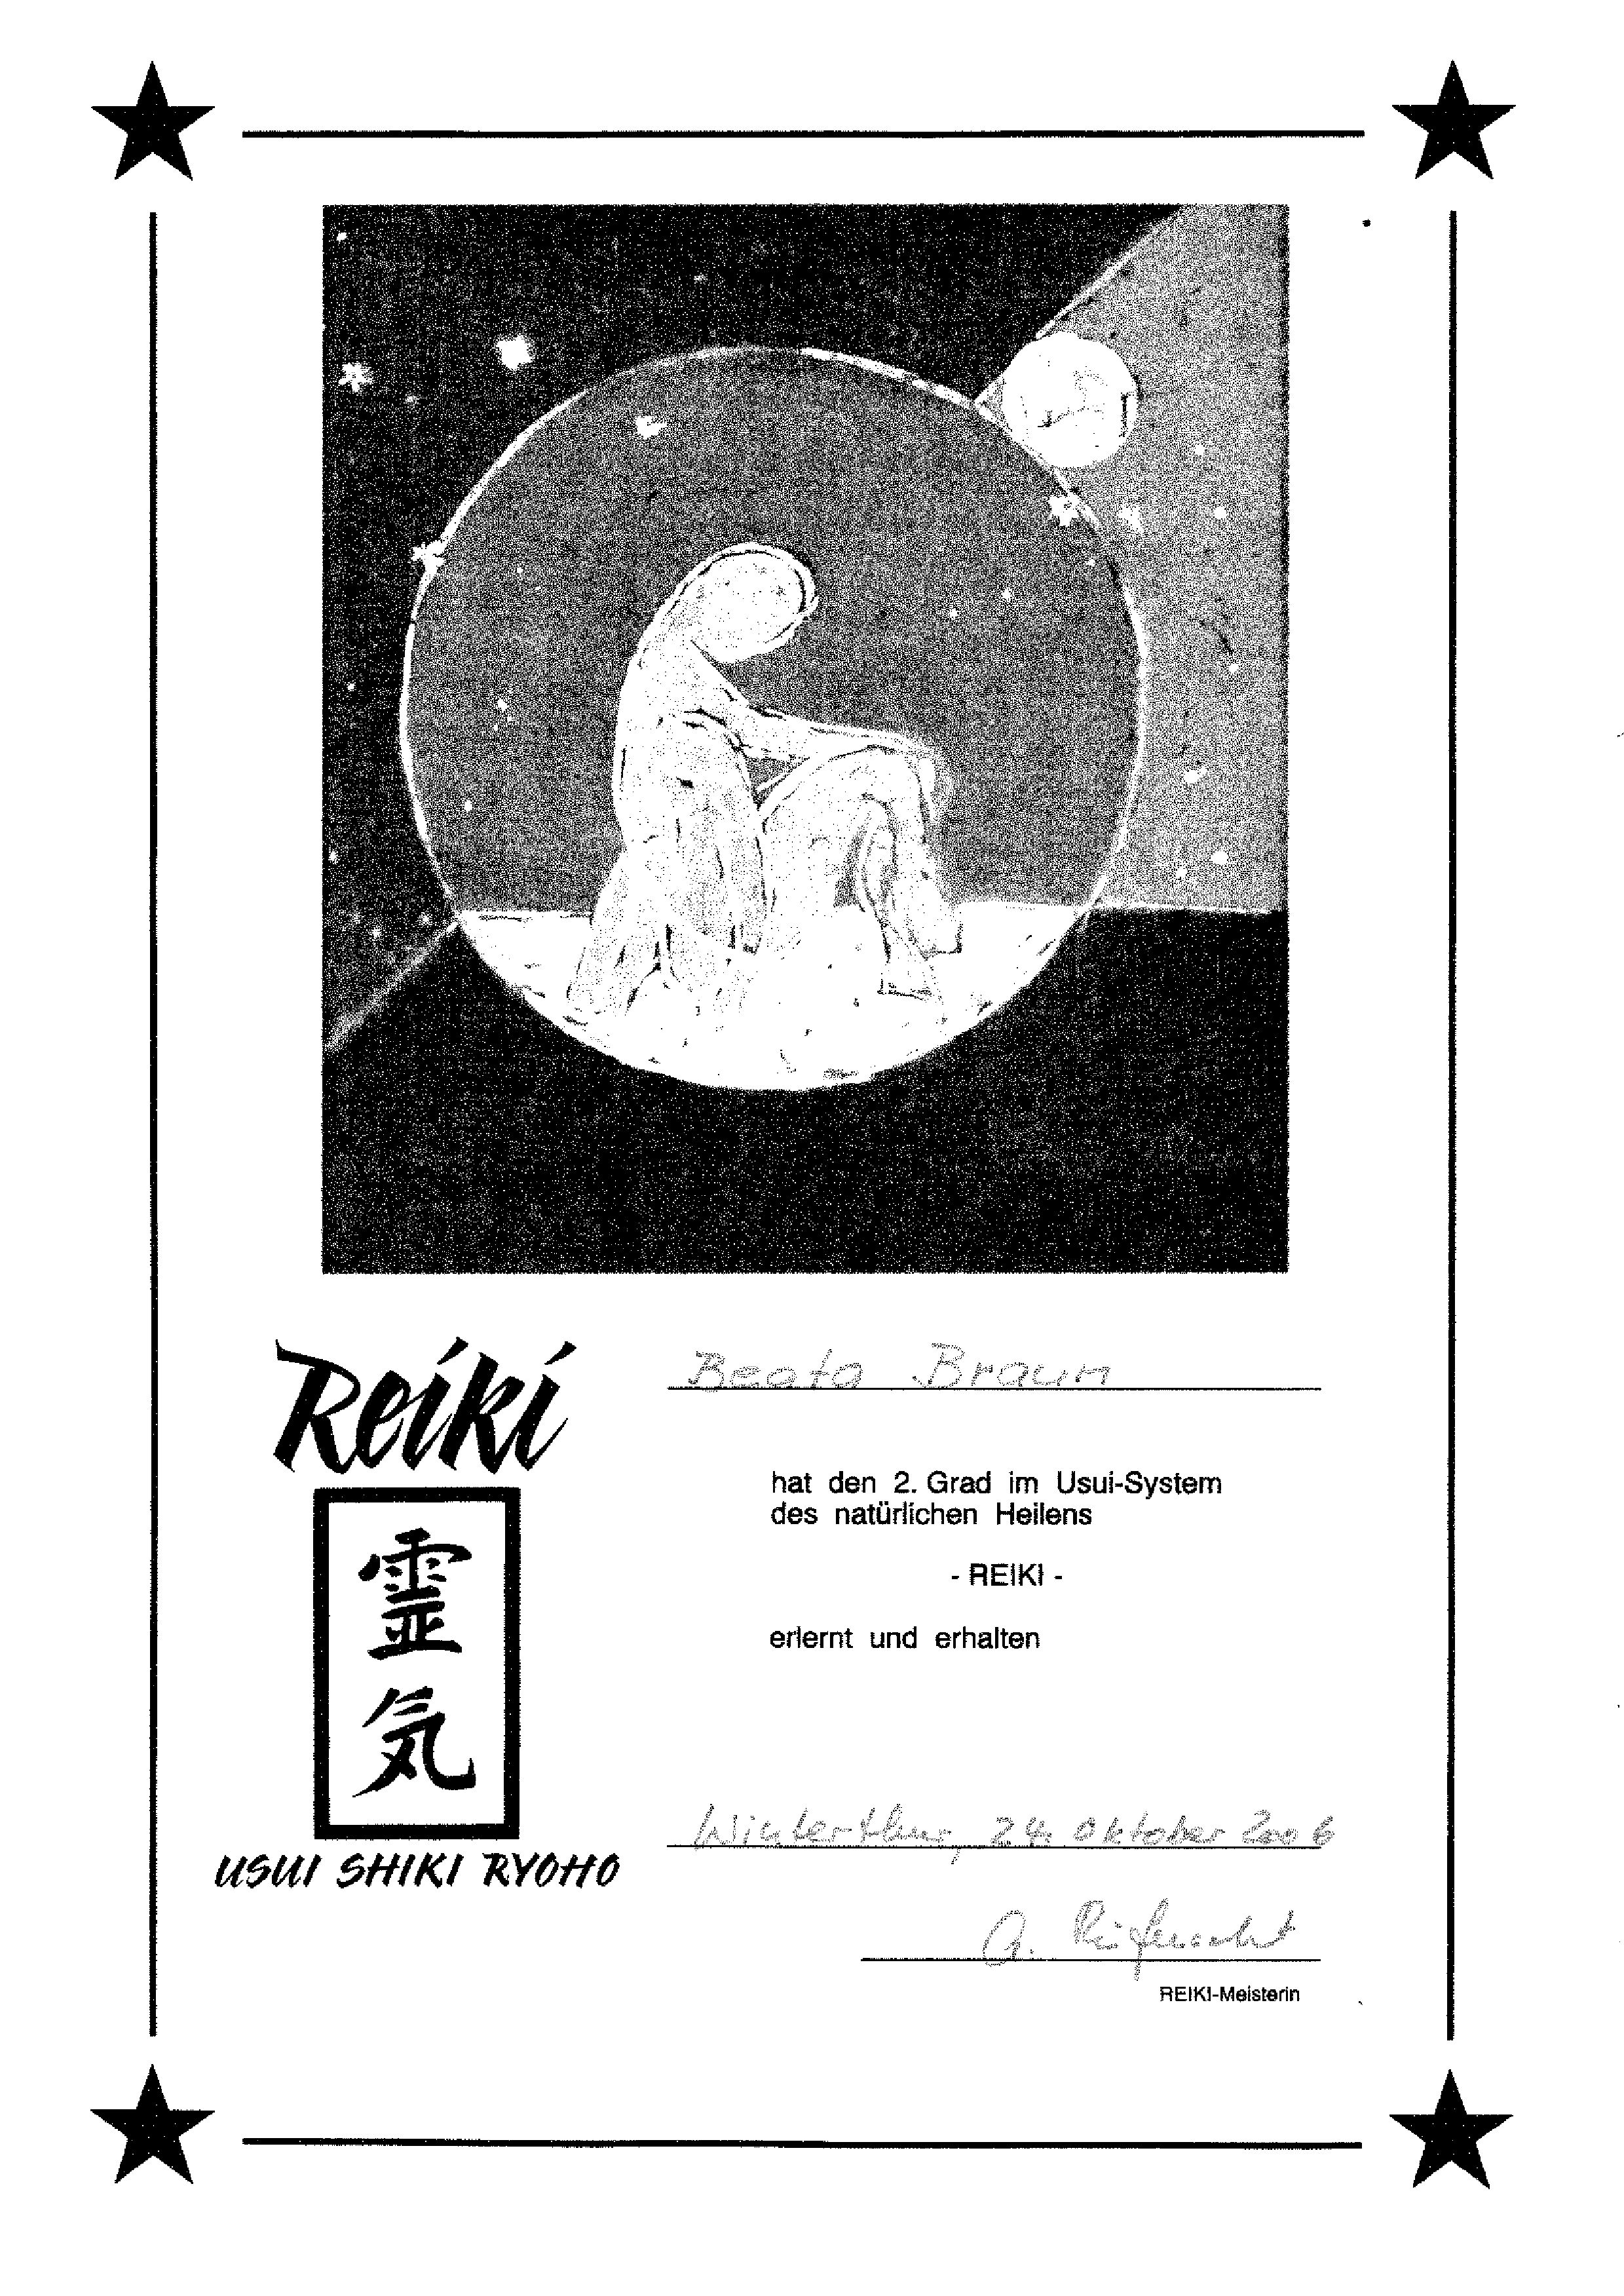 Reiki
霊
気
USUI SHIKI RYOHO
Beata Braun
hat den 2. Grad im Usui-System
des natürlichen Heilens
- REIKI -
erlernt und erhalten
Winterthur, 24. Oktober 2006
REIKI-Meisterin